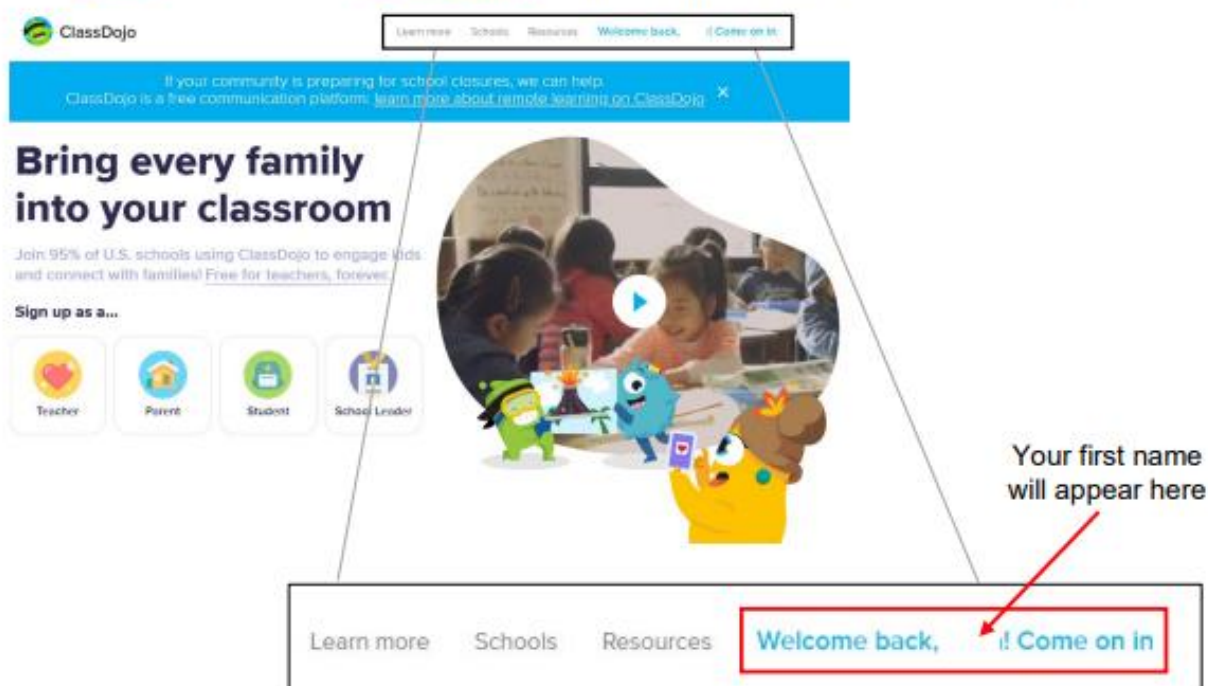 ClassDojo
Learn more Schools Resources Welcome back, ! Come on in
If your community is preparing for school closures, we can help.
ClassDojo is a free communication platform: learn more about remote learning on ClassDojo ×
Bring every family
into your classroom
Join 95% of U.S. schools using ClassDojo to engage kids
and connect with families! Free for teachers, forever.
Sign up as a...
Teacher Parent Student School Leader
Your first name
will appear here
Learn more Schools Resources Welcome back, ! Come on in